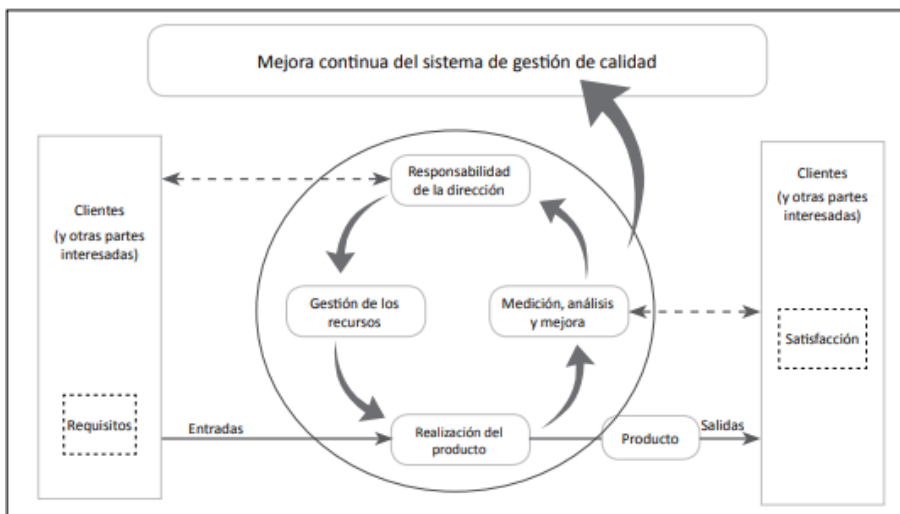 Mejora continua del sistema de gestión de calidad
Clientes
(y otras partes
interesadas)
Requisitos
Entradas
Responsabilidad
de la dirección
Gestión de los
recursos
Medición, análisis
y mejora
Realización del
producto
Producto
Salidas
Clientes
(y otras partes
interesadas)
Satisfacción